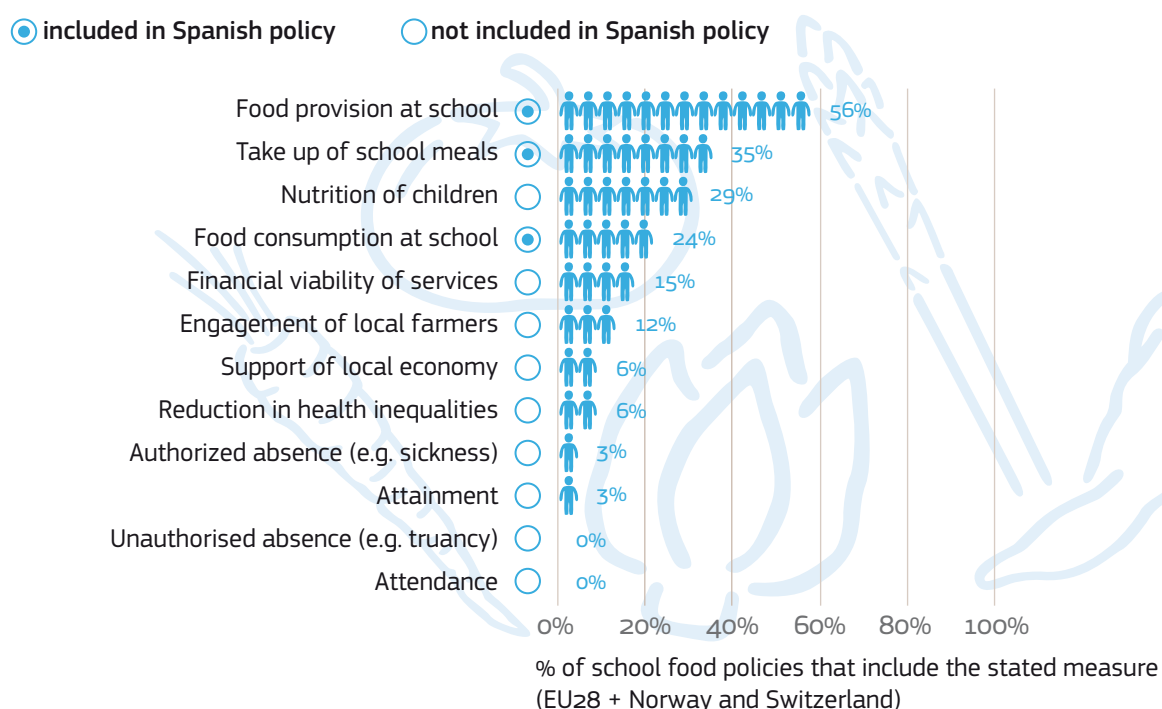 included in Spanish policy not included in Spanish policy
Food provision at school 56%
Take up of school meals 35%
Nutrition of children 29%
Food consumption at school 24%
Financial viability of services 15%
Engagement of local farmers 12%
Support of local economy 6%
Reduction in health inequalities 6%
Authorized absence (e.g. sickness) 3%
Attainment 3%
Unauthorised absence (e.g. truancy) 0%
Attendance 0%
0% 20% 40% 60% 80% 100%
% of school food policies that include the stated measure
(EU28 + Norway and Switzerland)